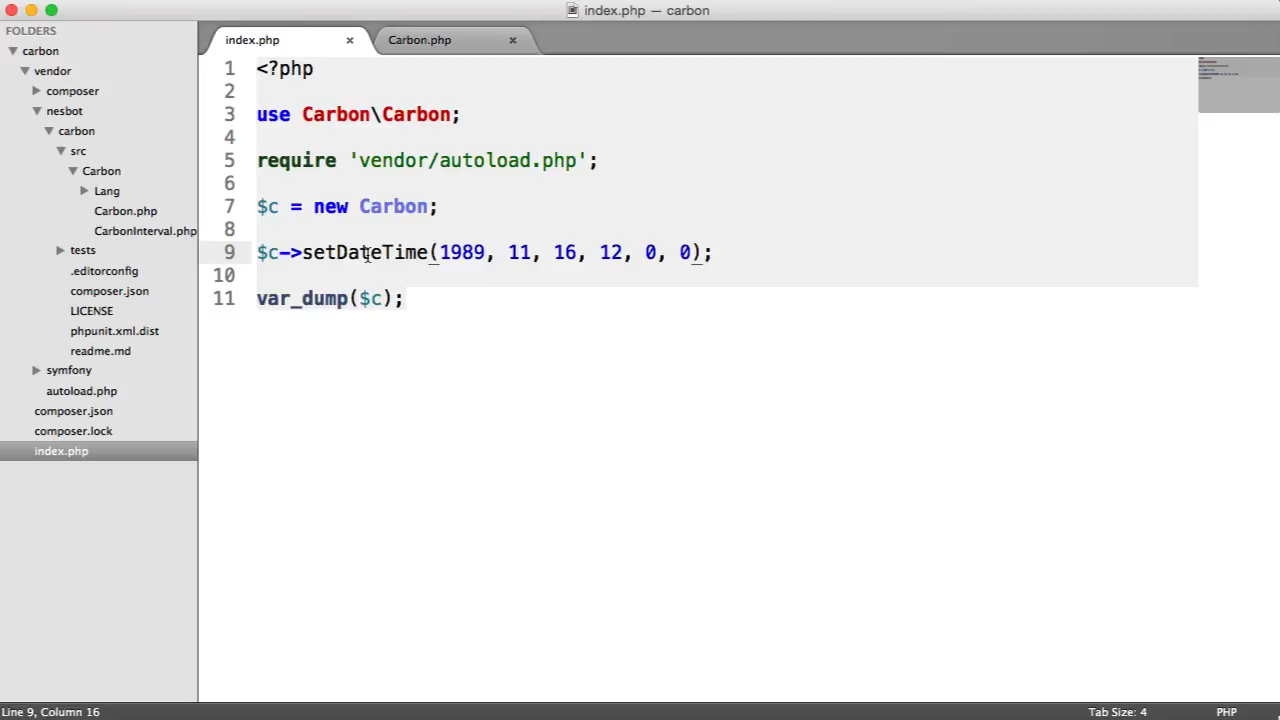 index.php — carbon
FOLDERS
carbon
vendor
composer
nesbot
carbon
src
Carbon
Lang
Carbon.php
CarbonInterval.php
tests
.editorconfig
composer.json
LICENSE
phpunit.xml.dist
readme.md
symfony
autoload.php
composer.json
composer.lock
index.php
index.php × Carbon.php ×
1 <?php
2
3 use Carbon\Carbon;
4
5 require 'vendor/autoload.php';
6
7 $c = new Carbon;
8
9 $c->setDateTime(1989, 11, 16, 12, 0, 0);
10
11 var_dump($c);
Line 9, Column 16 Tab Size: 4 PHP